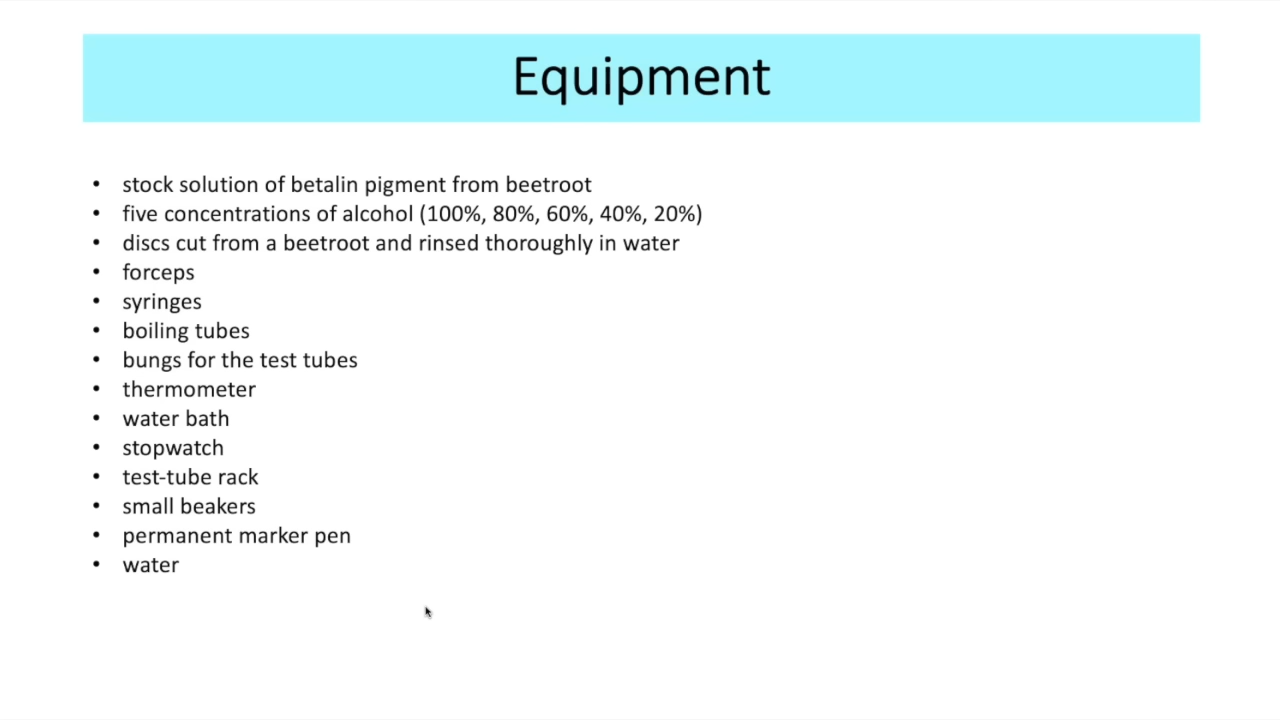 Equipment
• stock solution of betalin pigment from beetroot
• five concentrations of alcohol (100%, 80%, 60%, 40%, 20%)
• discs cut from a beetroot and rinsed thoroughly in water
• forceps
• syringes
• boiling tubes
• bungs for the test tubes
• thermometer
• water bath
• stopwatch
• test-tube rack
• small beakers
• permanent marker pen
• water